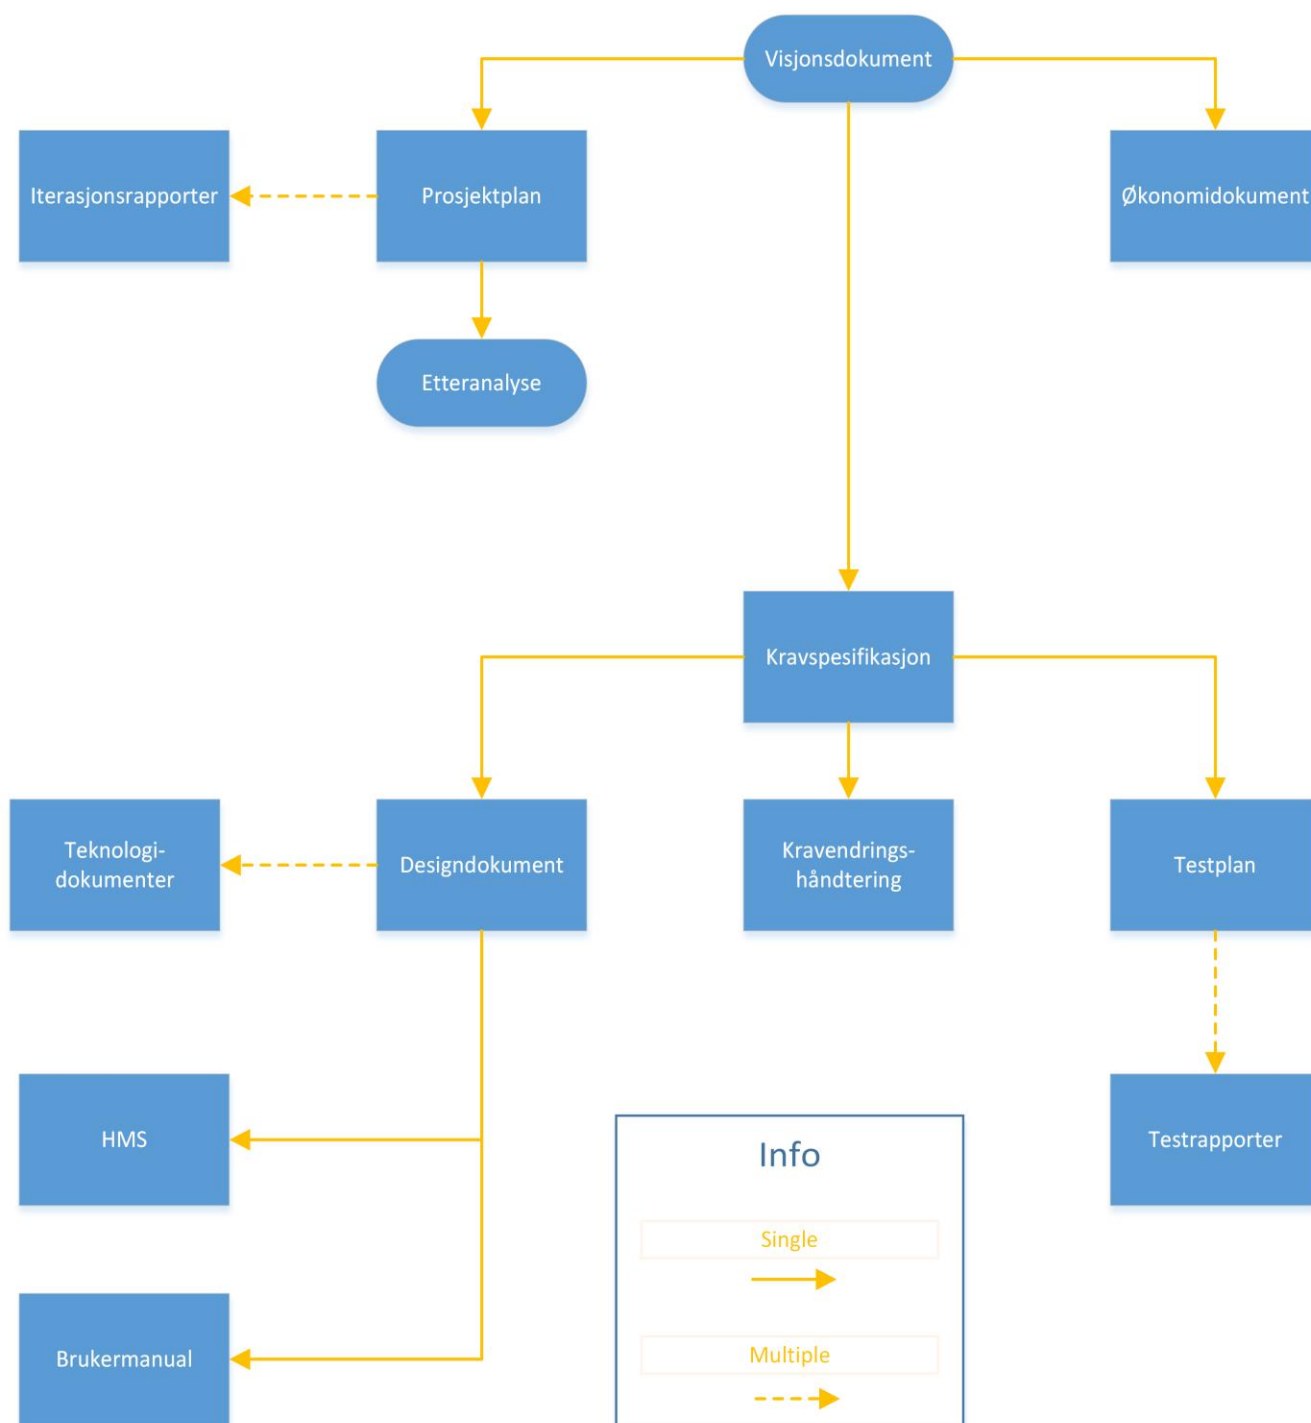 Visjonsdokument
Iterasjonsrapporter
Prosjektplan
Økonomidokument
Etteranalyse
Kravspesifikasjon
Teknologi-
dokumenter
Designdokument
Kravendrings-
håndtering
Testplan
HMS
Testrapporter
Info
Single
Multiple
Brukermanual